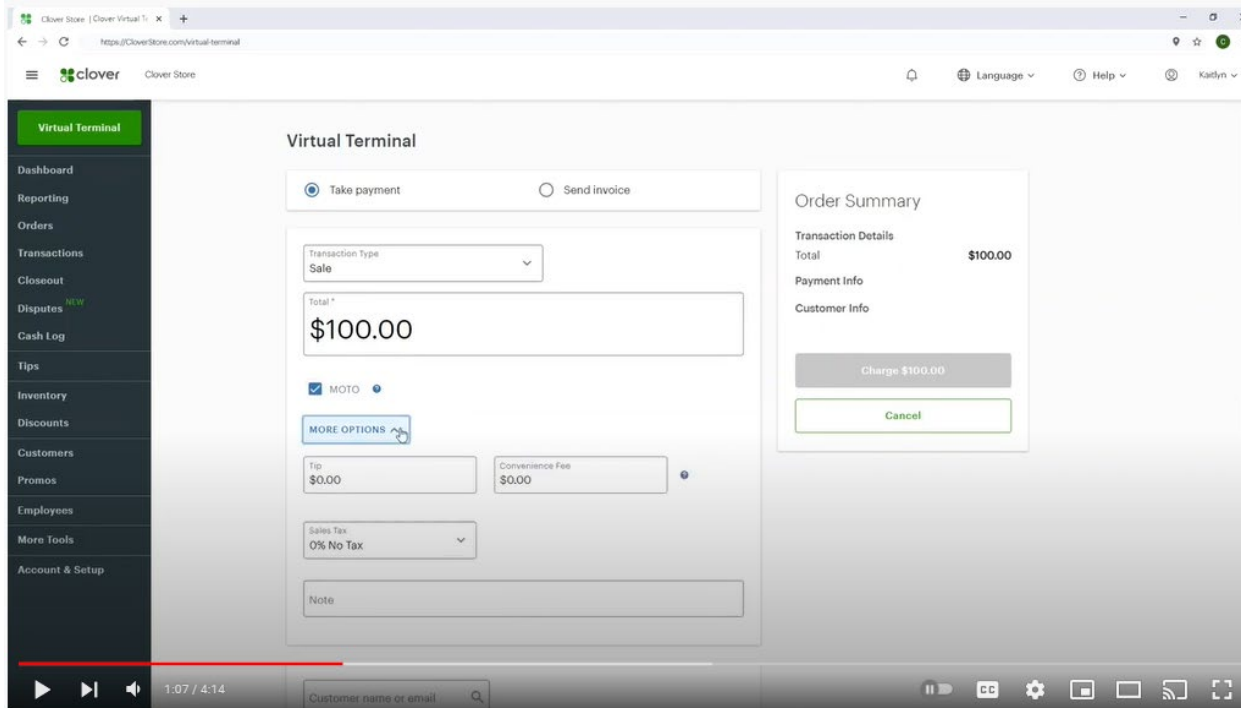 Clover Store | Clover Virtual Te
https://CloverStore.com/virtual-terminal
clover
Clover Store
Language
Help
Kaitlyn
Virtual Terminal
Dashboard
Reporting
Orders
Transactions
Closeout
Disputes NEW
Cash Log
Tips
Inventory
Discounts
Customers
Promos
Employees
More Tools
Account & Setup
Virtual Terminal
Take payment
Send invoice
Transaction Type
Sale
Total *
$100.00
MOTO
MORE OPTIONS
Tip
$0.00
Convenience Fee
$0.00
Sales Tax
0% No Tax
Note
Customer name or email
Order Summary
Transaction Details
Total $100.00
Payment Info
Customer Info
Charge $100.00
Cancel
1:07 / 4:14
CC